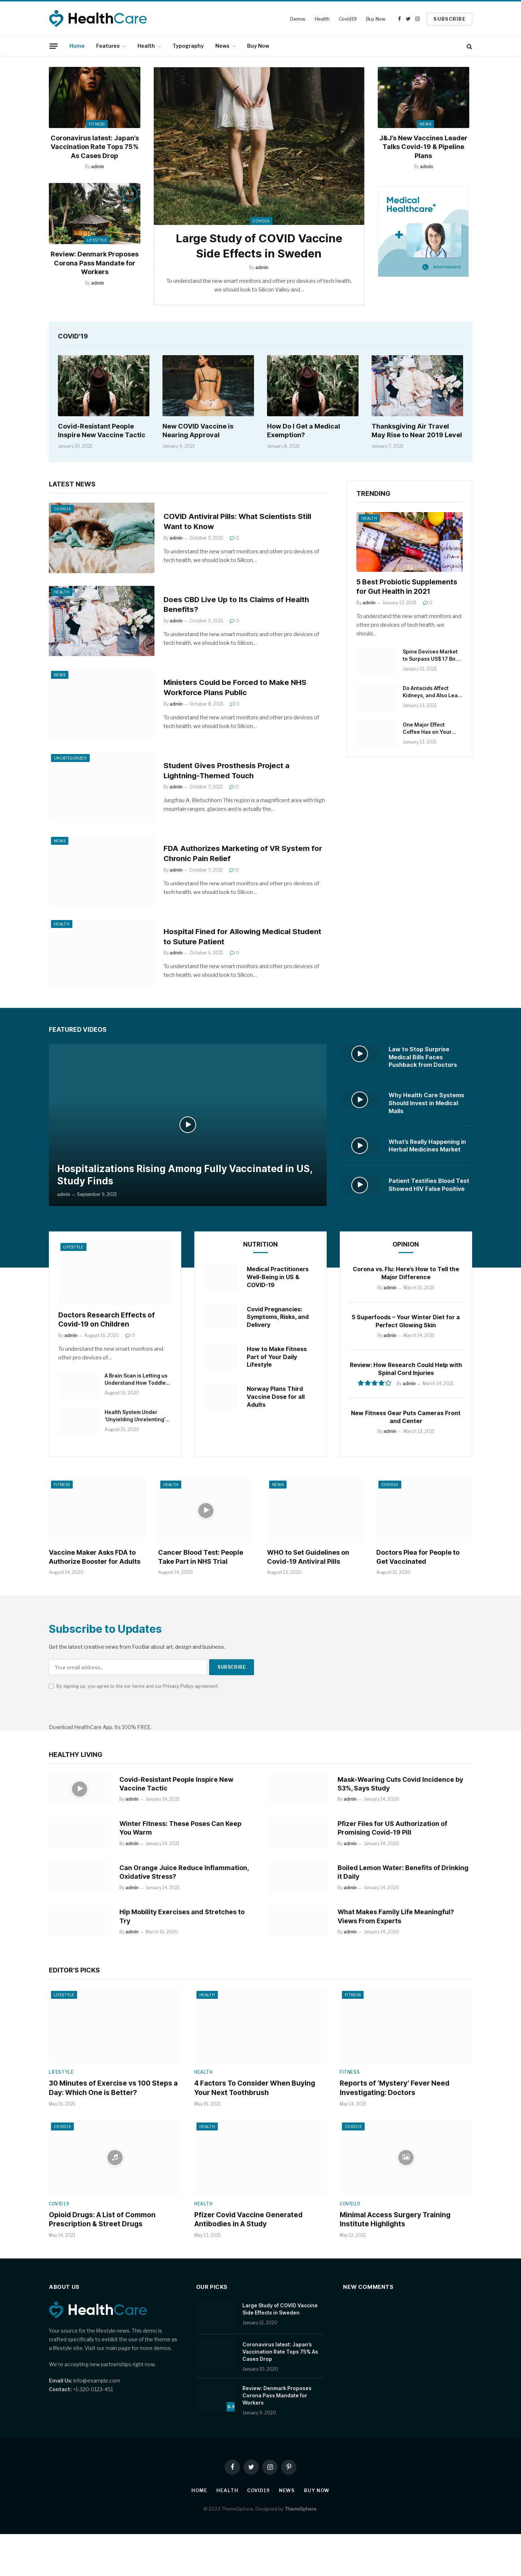 HealthCare
Demos Health Covid19 Buy Now SUBSCRIBE
Home Features Health Typography News Buy Now
FITNESS
Coronavirus latest: Japan's
Vaccination Rate Tops 75%
As Cases Drop
By admin
LIFESTYLE
Review: Denmark Proposes
Corona Pass Mandate for
Workers
By admin
COVID19
Large Study of COVID Vaccine
Side Effects in Sweden
By admin
To understand the new smart monitors and other pro devices of tech health,
we should look to Silicon Valley and…
NEWS
J&J's New Vaccines Leader
Talks Covid-19 & Pipeline
Plans
By admin
Medical
Healthcare+
Advertisement
COVID'19
Covid-Resistant People
Inspire New Vaccine Tactic
January 10, 2021
New COVID Vaccine is
Nearing Approval
January 9, 2021
How Do I Get a Medical
Exemption?
January 8, 2021
Thanksgiving Air Travel
May Rise to Near 2019 Level
January 7, 2021
LATEST NEWS
COVID19
COVID Antiviral Pills: What Scientists Still
Want to Know
By admin — October 9, 2021 0
To understand the new smart monitors and other pro devices of
tech health, we should look to Silicon…
HEALTH
Does CBD Live Up to Its Claims of Health
Benefits?
By admin — October 9, 2021 0
To understand the new smart monitors and other pro devices of
tech health, we should look to Silicon…
NEWS
Ministers Could be Forced to Make NHS
Workforce Plans Public
By admin — October 8, 2021 0
To understand the new smart monitors and other pro devices of
tech health, we should look to Silicon…
UNCATEGORIZED
Student Gives Prosthesis Project a
Lightning-Themed Touch
By admin — October 7, 2021 0
Jungfrau A. Bletschhorn This region is a magnificent area with high
mountain ranges, glaciers and is actually the…
NEWS
FDA Authorizes Marketing of VR System for
Chronic Pain Relief
By admin — October 7, 2021 0
To understand the new smart monitors and other pro devices of
tech health, we should look to Silicon…
HEALTH
Hospital Fined for Allowing Medical Student
to Suture Patient
By admin — October 6, 2021 0
To understand the new smart monitors and other pro devices of
tech health, we should look to Silicon…
TRENDING
HEALTH
5 Best Probiotic Supplements
for Gut Health in 2021
By admin — January 13, 2021 0
To understand the new smart monitors
and other pro devices of tech health, we
should…
Spine Devices Market
to Surpass US$ 17 Bn …
January 13, 2021
Do Antacids Affect
Kidneys, and Also Lea…
January 13, 2021
One Major Effect
Coffee Has on Your…
January 13, 2021
FEATURED VIDEOS
Hospitalizations Rising Among Fully Vaccinated in US,
Study Finds
admin — September 9, 2021
Law to Stop Surprise
Medical Bills Faces
Pushback from Doctors
Why Health Care Systems
Should Invest in Medical
Malls
What's Really Happening in
Herbal Medicines Market
Patient Testifies Blood Test
Showed HIV False Positive
LIFESTYLE
Doctors Research Effects of
Covid-19 on Children
By admin — August 16, 2020 0
To understand the new smart monitors and
other pro devices of…
A Brain Scan is Letting us
Understand How Toddle…
August 16, 2020
Health System Under
'Unyielding Unrelenting'…
August 15, 2020
NUTRITION
Medical Practitioners
Well-Being in US &
COVID-19
Covid Pregnancies:
Symptoms, Risks, and
Delivery
How to Make Fitness
Part of Your Daily
Lifestyle
Norway Plans Third
Vaccine Dose for all
Adults
OPINION
Corona vs. Flu: Here's How to Tell the
Major Difference
By admin — March 15, 2021
5 Superfoods – Your Winter Diet for a
Perfect Glowing Skin
By admin — March 14, 2021
Review: How Research Could Help with
Spinal Cord Injuries
By admin — March 14, 2021
New Fitness Gear Puts Cameras Front
and Center
By admin — March 13, 2021
FITNESS
Vaccine Maker Asks FDA to
Authorize Booster for Adults
August 14, 2020
HEALTH
Cancer Blood Test: People
Take Part in NHS Trial
August 14, 2020
NEWS
WHO to Set Guidelines on
Covid-19 Antiviral Pills
August 13, 2020
COVID19
Doctors Plea for People to
Get Vaccinated
August 12, 2020
Subscribe to Updates
Get the latest creative news from FooBar about art, design and business.
Your email address.. SUBSCRIBE
By signing up, you agree to the our terms and our Privacy Policy agreement.
Download HealthCare App. Its 100% FREE.
HEALTHY LIVING
Covid-Resistant People Inspire New
Vaccine Tactic
By admin — January 14, 2021
Mask-Wearing Cuts Covid Incidence by
53%, Says Study
By admin — January 14, 2020
Winter Fitness: These Poses Can Keep
You Warm
By admin — January 14, 2021
Pfizer Files for US Authorization of
Promising Covid-19 Pill
By admin — January 14, 2020
Can Orange Juice Reduce Inflammation,
Oxidative Stress?
By admin — January 14, 2021
Boiled Lemon Water: Benefits of Drinking
it Daily
By admin — January 14, 2020
Hip Mobility Exercises and Stretches to
Try
By admin — March 16, 2020
What Makes Family Life Meaningful?
Views From Experts
By admin — January 14, 2020
EDITOR'S PICKS
LIFESTYLE
LIFESTYLE
30 Minutes of Exercise vs 100 Steps a
Day: Which One is Better?
May 15, 2021
HEALTH
HEALTH
4 Factors To Consider When Buying
Your Next Toothbrush
May 15, 2021
FITNESS
FITNESS
Reports of 'Mystery' Fever Need
Investigating: Doctors
May 14, 2021
COVID19
COVID19
Opioid Drugs: A List of Common
Prescription & Street Drugs
May 14, 2021
HEALTH
HEALTH
Pfizer Covid Vaccine Generated
Antibodies in A Study
May 13, 2021
COVID19
COVID19
Minimal Access Surgery Training
Institute Highlights
May 12, 2021
ABOUT US
HealthCare
Your source for the lifestyle news. This demo is
crafted specifically to exhibit the use of the theme as
a lifestyle site. Visit our main page for more demos.
We're accepting new partnerships right now.
Email Us: info@example.com
Contact: +1-320-0123-451
OUR PICKS
Large Study of COVID Vaccine
Side Effects in Sweden
January 12, 2020
Coronavirus latest: Japan's
Vaccination Rate Tops 75% As
Cases Drop
January 10, 2020
Review: Denmark Proposes
Corona Pass Mandate for
Workers
January 9, 2020
NEW COMMENTS
HOME HEALTH COVID19 NEWS BUY NOW
© 2023 ThemeSphere. Designed by ThemeSphere.